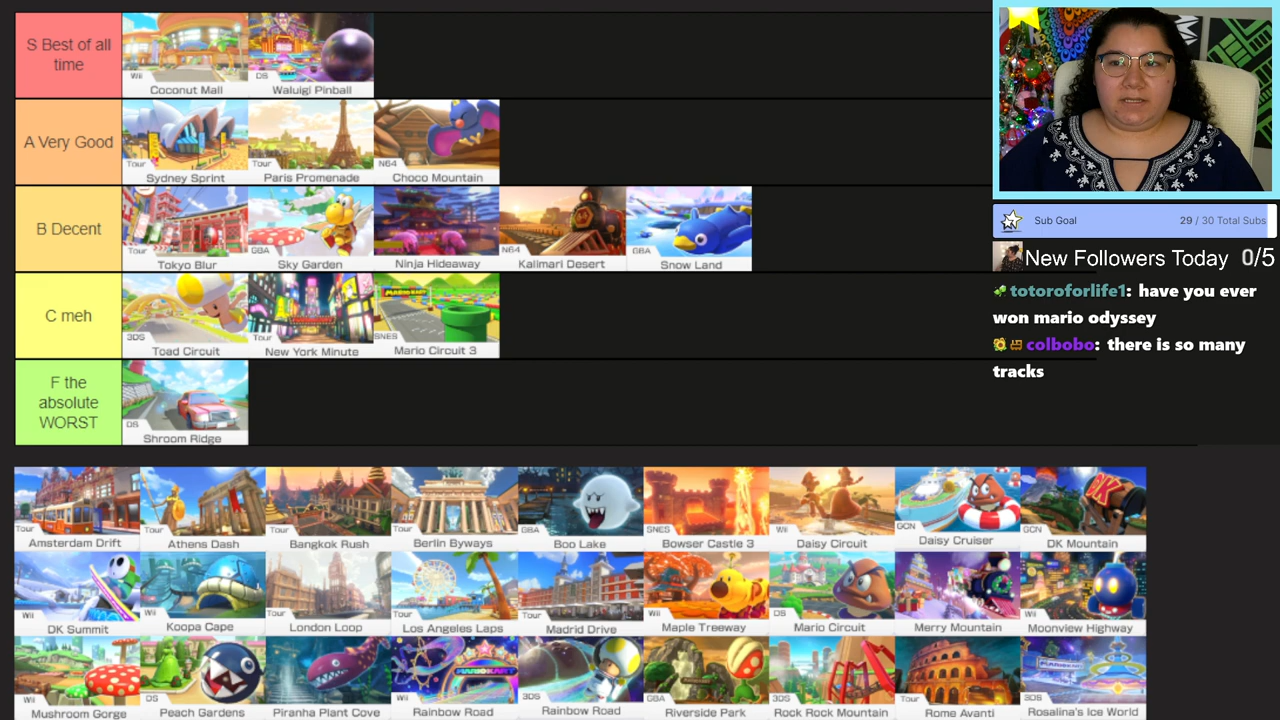 S Best of all
time
Wii
Coconut Mall
DS
Waluigi Pinball
A Very Good
Tour
Sydney Sprint
Tour
Paris Promenade
N64
Choco Mountain
B Decent
Tour
Tokyo Blur
GBA
Sky Garden
Ninja Hideaway
N64
Kalimari Desert
GBA
Snow Land
C meh
3DS
Toad Circuit
Tour
New York Minute
SNES
MARIO KART
Mario Circuit 3
F the
absolute
WORST
DS
Shroom Ridge
Tour
Amsterdam Drift
Tour
Athens Dash
Tour
Bangkok Rush
Tour
Berlin Byways
GBA
Boo Lake
SNES
Bowser Castle 3
Wii
Daisy Circuit
GCN
Daisy Cruiser
GCN
DK
DK Mountain
Wii
DK Summit
Wii
Koopa Cape
Tour
London Loop
Tour
Los Angeles Laps
Tour
Madrid Drive
Wii
Maple Treeway
DS
Mario Circuit
Merry Mountain
Wii
Moonview Highway
Wii
Mushroom Gorge
DS
Peach Gardens
Piranha Plant Cove
Wii
MARIOKART
Rainbow Road
3DS
Rainbow Road
GBA
Riverside Park
3DS
Rock Rock Mountain
Tour
Rome Avanti
3DS
MARIOKART
Rosalina's Ice World
Sub Goal
29 / 30 Total Subs
New Followers Today 0/5
totoroforlife1: have you ever
won mario odyssey
colbobo: there is so many
tracks